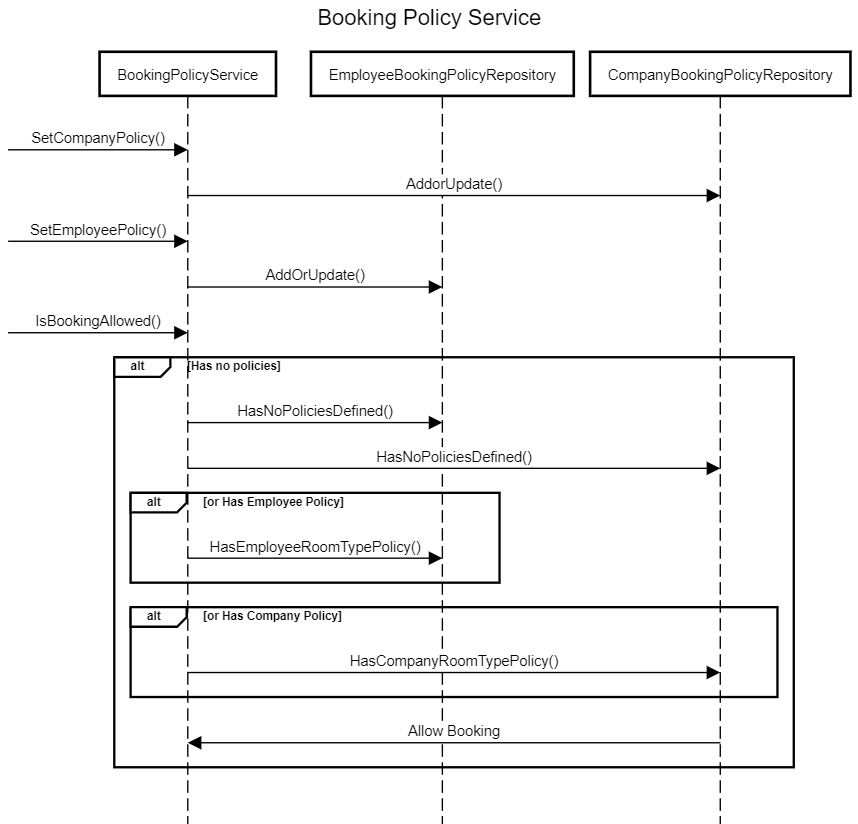 Booking Policy Service
BookingPolicyService
EmployeeBookingPolicyRepository
CompanyBookingPolicyRepository
SetCompanyPolicy()
AddorUpdate()
SetEmployeePolicy()
AddOrUpdate()
IsBookingAllowed()
alt [Has no policies]
HasNoPoliciesDefined()
HasNoPoliciesDefined()
alt [or Has Employee Policy]
HasEmployeeRoomTypePolicy()
alt [or Has Company Policy]
HasCompanyRoomTypePolicy()
Allow Booking